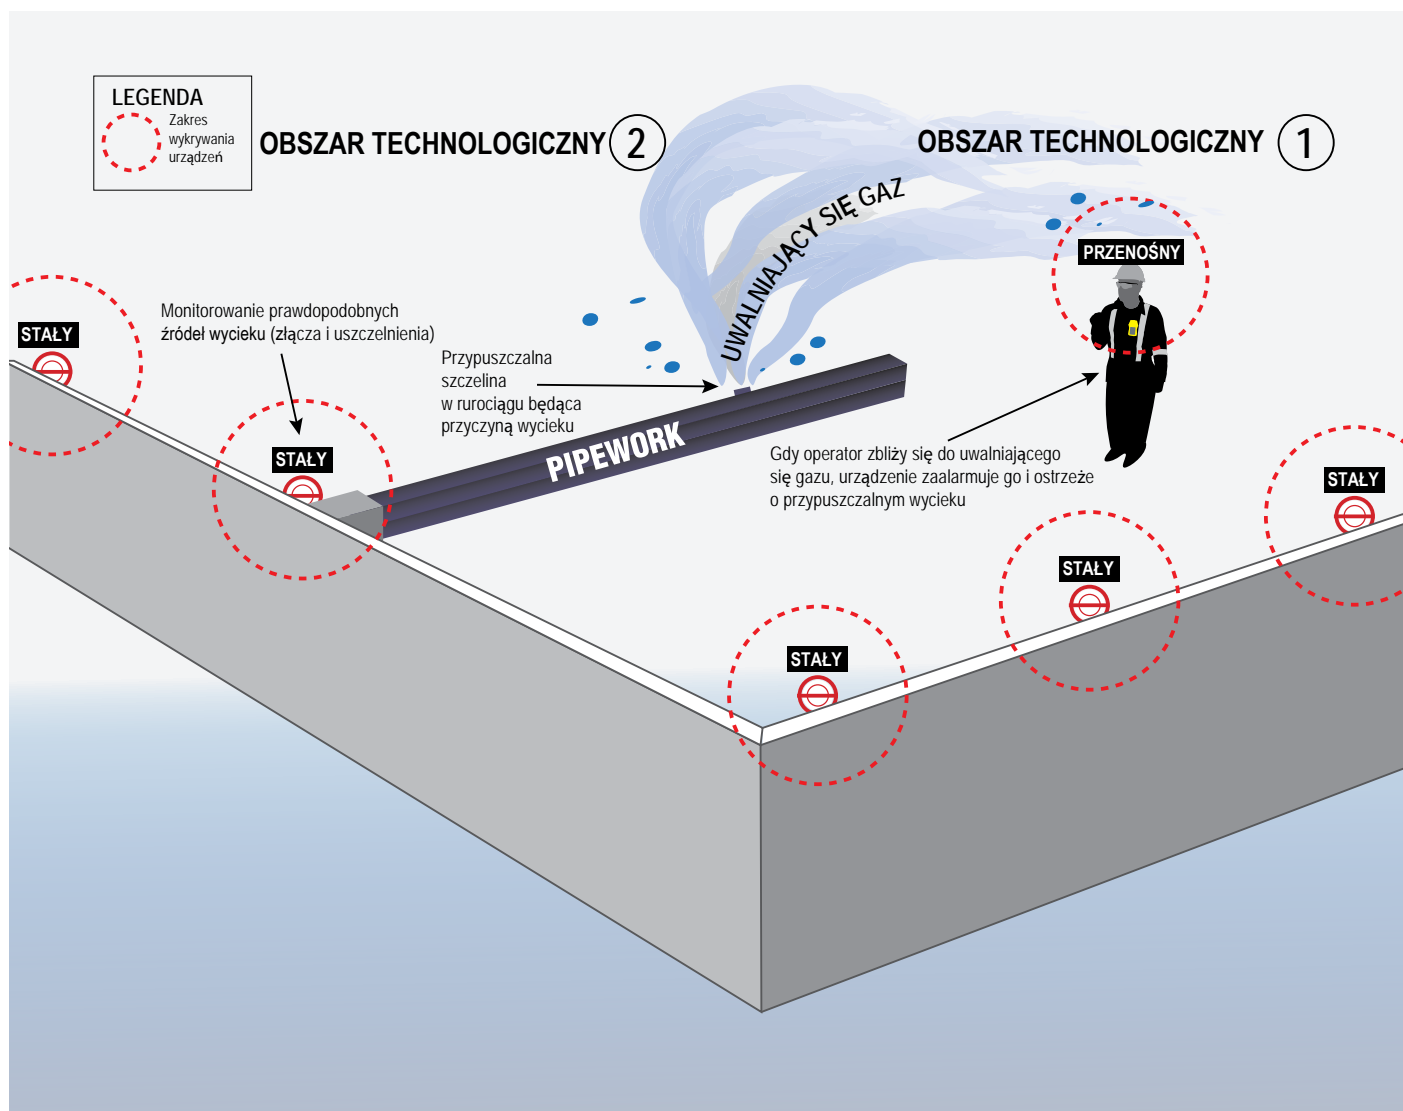 LEGENDA
Zakres
wykrywania
urządzeń
OBSZAR TECHNOLOGICZNY 2
OBSZAR TECHNOLOGICZNY 1
UWALNIAJĄCY SIĘ GAZ
PRZENOŚNY
STAŁY
Monitorowanie prawdopodobnych
źródeł wycieku (złącza i uszczelnienia)
Przypuszczalna
szczelina
w rurociągu będąca
przyczyną wycieku
PIPEWORK
STAŁY
Gdy operator zbliży się do uwalniającego
się gazu, urządzenie zaalarmuje go i ostrzeże
o przypuszczalnym wycieku
STAŁY
STAŁY
STAŁY